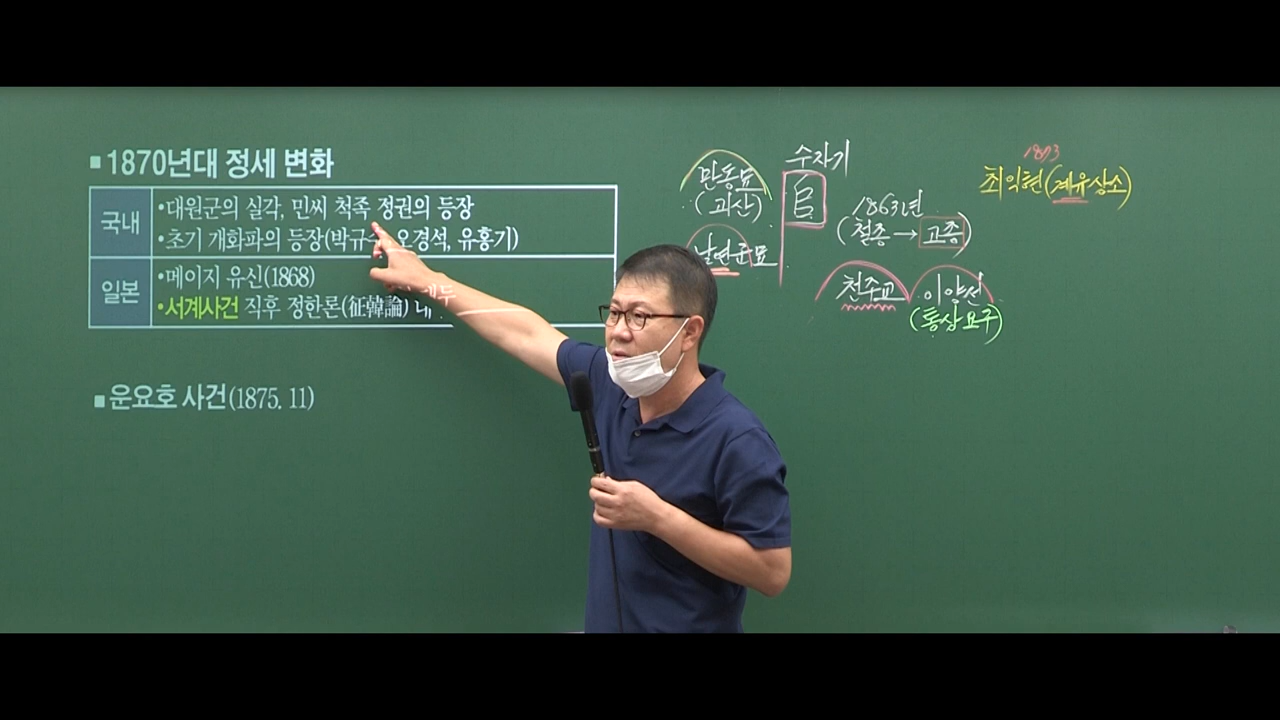 ■ 1870년대 정세 변화
국내
•대원군의 실각, 민씨 척족 정권의 등장
•초기 개화파의 등장(박규수, 오경석, 유홍기)
일본
•메이지 유신(1868)
•서계사건 직후 정한론(征韓論) 대
■ 운요호 사건(1875. 11)
만동묘
(괴산)
수자기
1863년
(철종→고종)
천주교
이양선
(통상요구)
1873
최익현(계유상소)